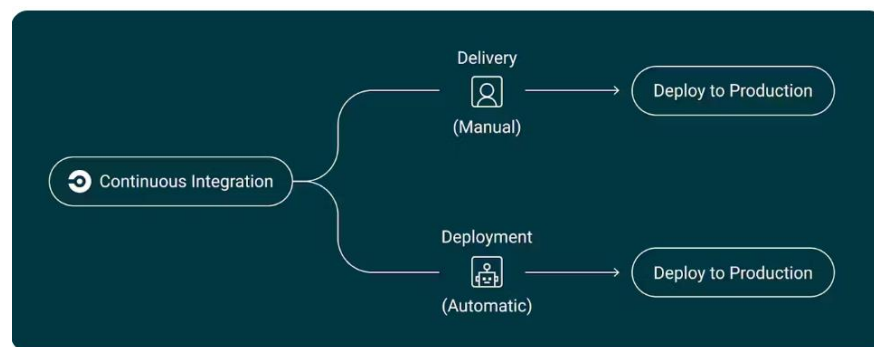 Delivery
(Manual)
Deploy to Production
Continuous Integration
Deployment
(Automatic)
Deploy to Production